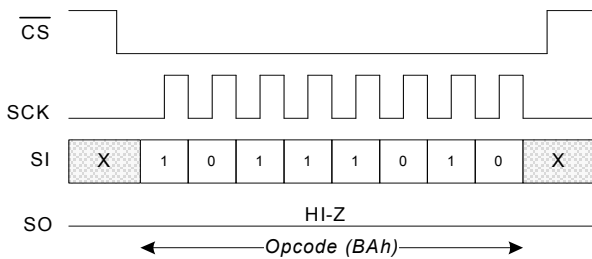 CS
SCK
SI X 1 0 1 1 1 0 1 0 X
HI-Z
SO
Opcode (BAh)